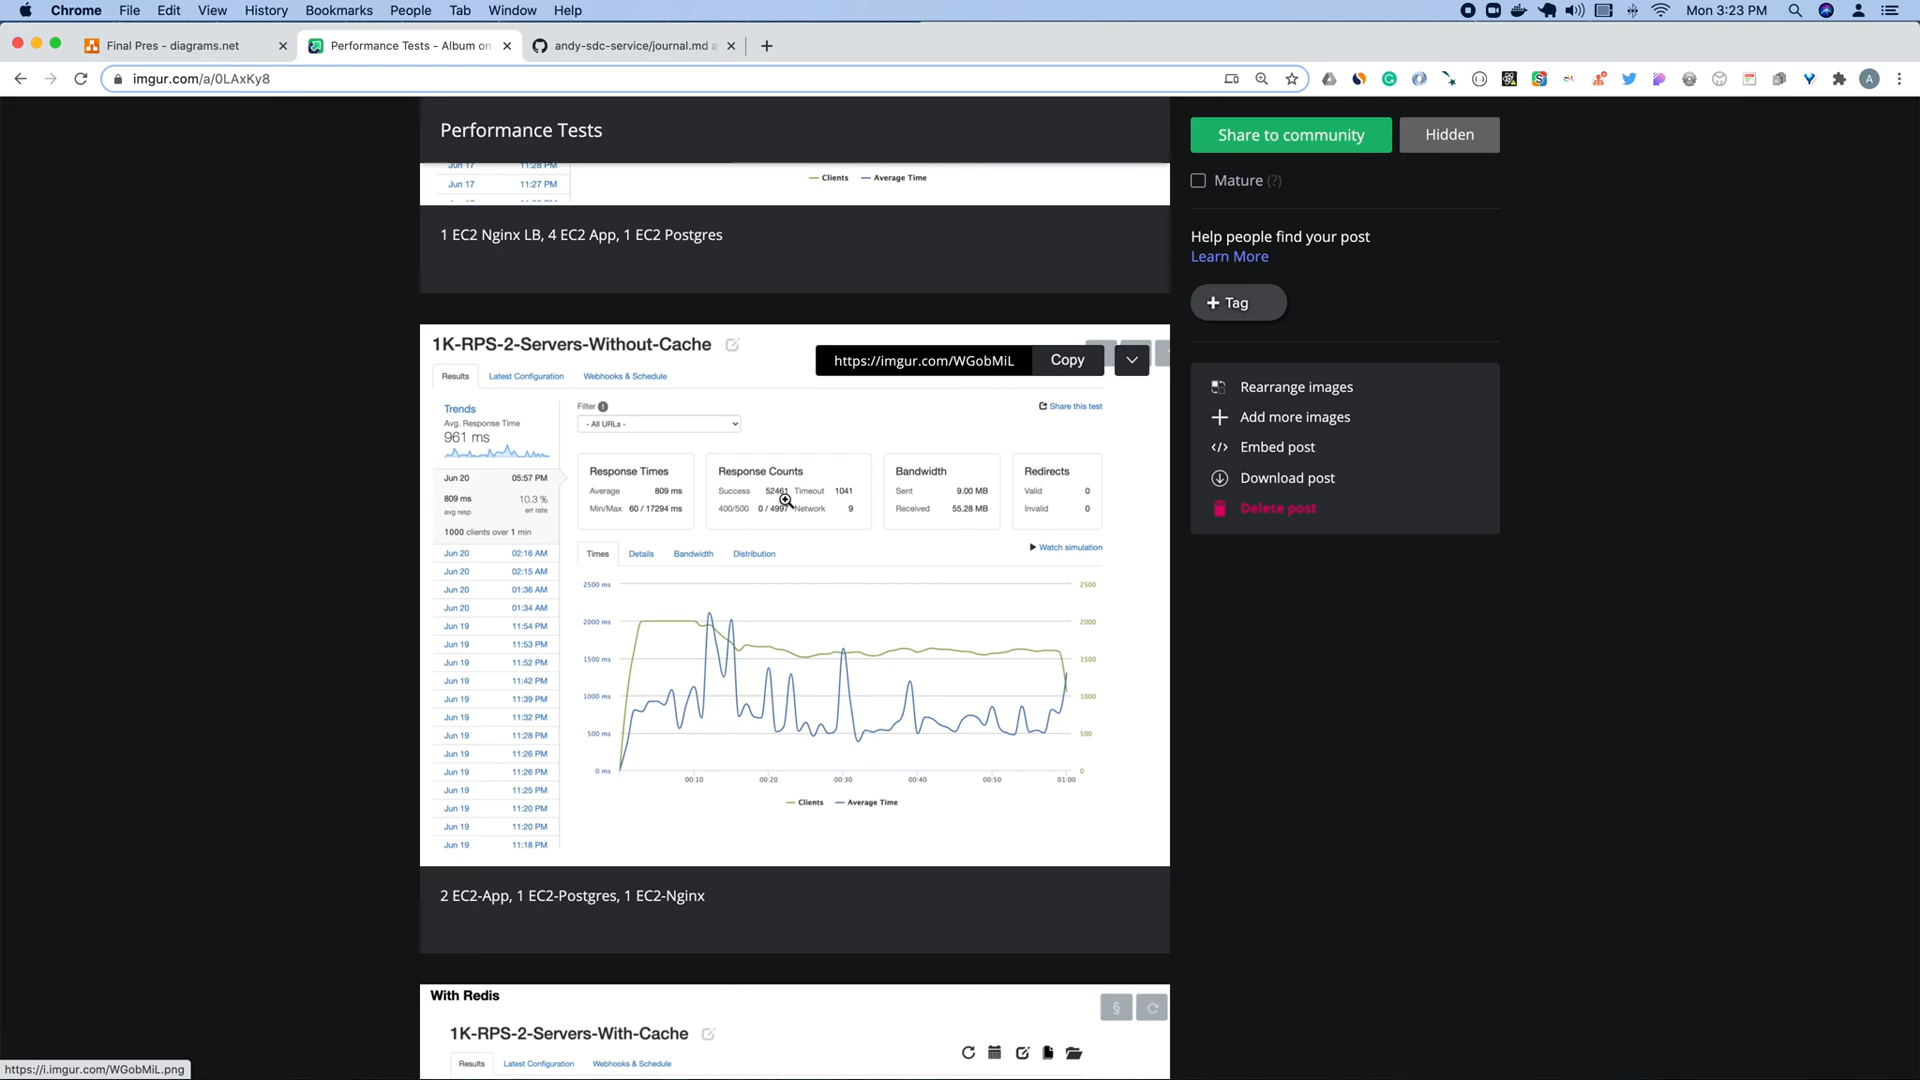 Chrome File Edit View History Bookmarks People Tab Window Help
Mon 3:23 PM
Final Pres - diagrams.net
Performance Tests - Album on
andy-sdc-service/journal.md a
imgur.com/a/0LAxKy8
A
Performance Tests
Jun 17 11:28 PM
Jun 17 11:27 PM
Clients Average Time
1 EC2 Nginx LB, 4 EC2 App, 1 EC2 Postgres
Share to community
Hidden
Mature (?)
Help people find your post
Learn More
+ Tag
Rearrange images
Add more images
Embed post
Download post
Delete post
1K-RPS-2-Servers-Without-Cache
https://imgur.com/WGobMiL
Copy
Results Latest Configuration Webhooks & Schedule
Trends
Avg. Response Time
961 ms
Jun 20 05:57 PM
809 ms 10.3 %
avg resp err rate
1000 clients over 1 min
Jun 20 02:16 AM
Jun 20 02:15 AM
Jun 20 01:36 AM
Jun 20 01:34 AM
Jun 19 11:54 PM
Jun 19 11:53 PM
Jun 19 11:52 PM
Jun 19 11:42 PM
Jun 19 11:39 PM
Jun 19 11:32 PM
Jun 19 11:28 PM
Jun 19 11:26 PM
Jun 19 11:26 PM
Jun 19 11:25 PM
Jun 19 11:20 PM
Jun 19 11:20 PM
Jun 19 11:18 PM
Filter
- All URLs -
Share this test
Response Times
Average 809 ms
Min/Max 60 / 17294 ms
Response Counts
Success 52461 Timeout 1041
400/500 0 / 4997 Network 9
Bandwidth
Sent 9.00 MB
Received 55.28 MB
Redirects
Valid 0
Invalid 0
Times Details Bandwidth Distribution
Watch simulation
2500 ms 2500
2000 ms 2000
1500 ms 1500
1000 ms 1000
500 ms 500
0 ms 0
00:10 00:20 00:30 00:40 00:50 01:00
Clients Average Time
2 EC2-App, 1 EC2-Postgres, 1 EC2-Nginx
With Redis
1K-RPS-2-Servers-With-Cache
Results Latest Configuration Webhooks & Schedule
https://i.imgur.com/WGobMiL.png